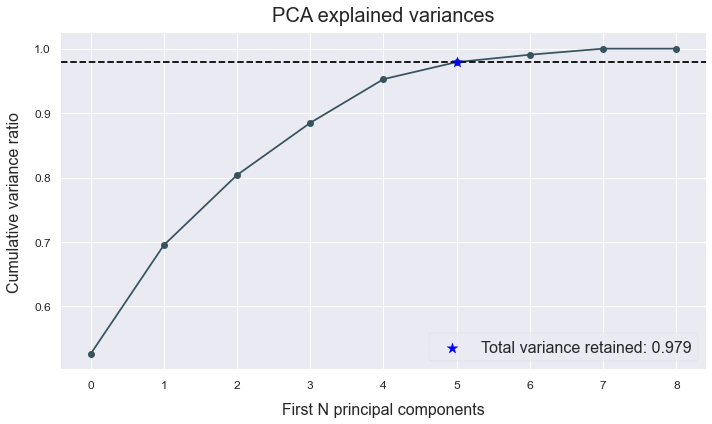 PCA explained variances
Cumulative variance ratio
1.0
0.9
0.8
0.7
0.6
Total variance retained: 0.979
0 1 2 3 4 5 6 7 8
First N principal components